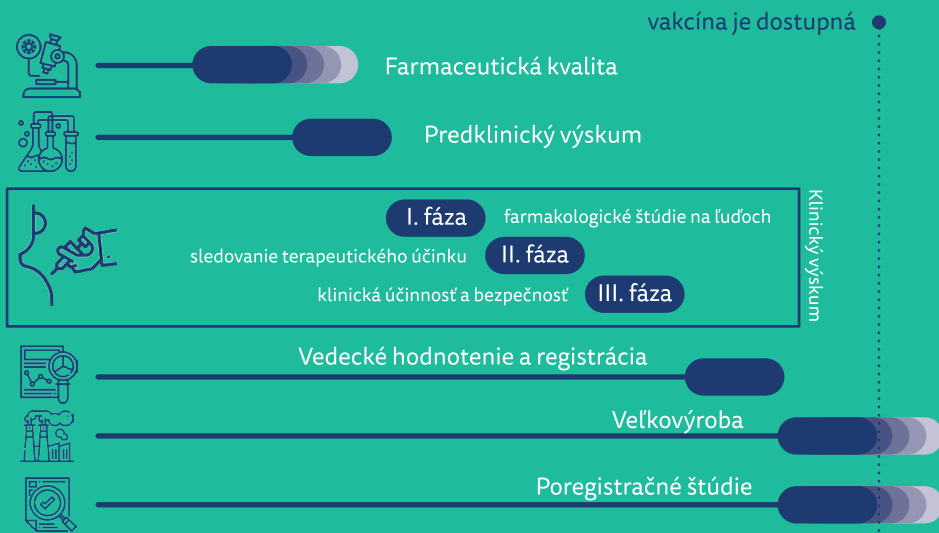 vakcína je dostupná
Farmaceutická kvalita
Predklinický výskum
I. fáza
farmakologické štúdie na ľuďoch
sledovanie terapeutického účinku
II. fáza
klinická účinnosť a bezpečnosť
III. fáza
Klinický výskum
Vedecké hodnotenie a registrácia
Veľkovýroba
Poregistračné štúdie